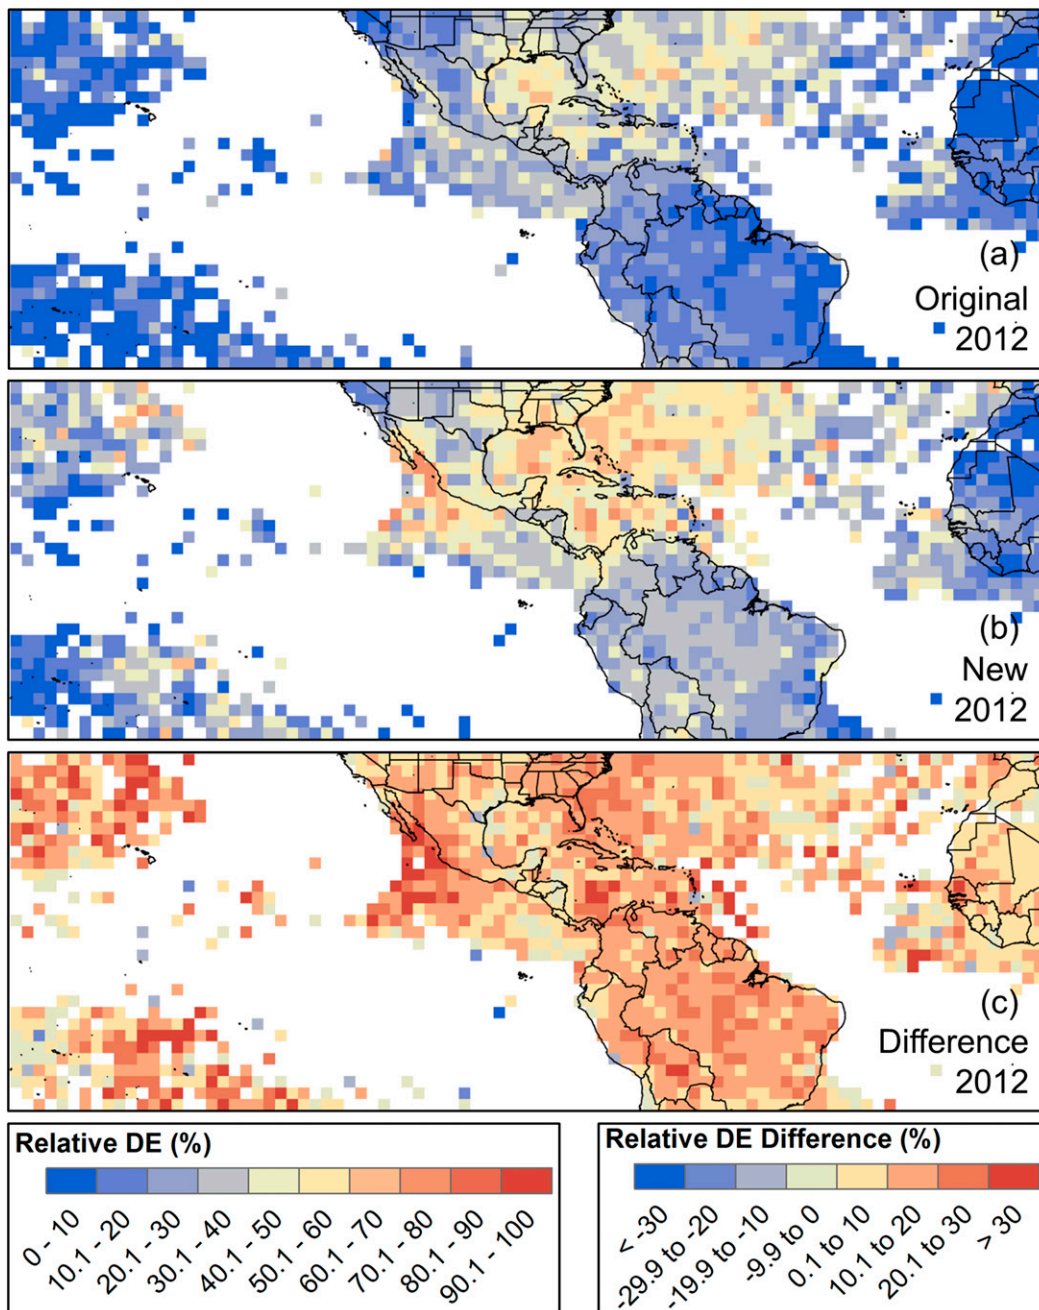 (a)
Original
2012
(b)
New
2012
(c)
Difference
2012
Relative DE (%)
0 - 10
10.1 - 20
20.1 - 30
30.1 - 40
40.1 - 50
50.1 - 60
60.1 - 70
70.1 - 80
80.1 - 90
90.1 - 100
Relative DE Difference (%)
< -30
-29.9 to -20
-19.9 to -10
-9.9 to 0
0.1 to 10
10.1 to 20
20.1 to 30
> 30